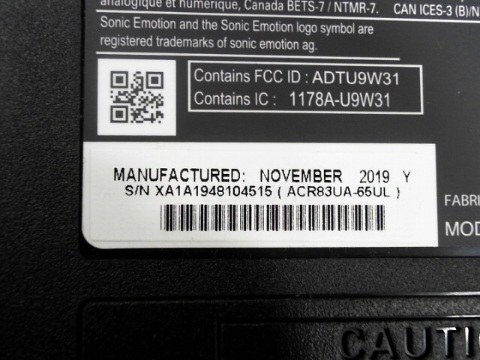 analogique et numérique, Canada BETS-7 / NTMR-7. CAN ICES-3 (B)/N
Sonic Emotion and the Sonic Emotion logo symbol are
registered trademarks of sonic emotion ag.
Contains FCC ID : ADTU9W31
Contains IC : 1178A-U9W31
MANUFACTURED: NOVEMBER 2019 Y
S/N XA1A1948104515 ( ACR83UA-65UL )
FABRI
MOD
CAUTIO